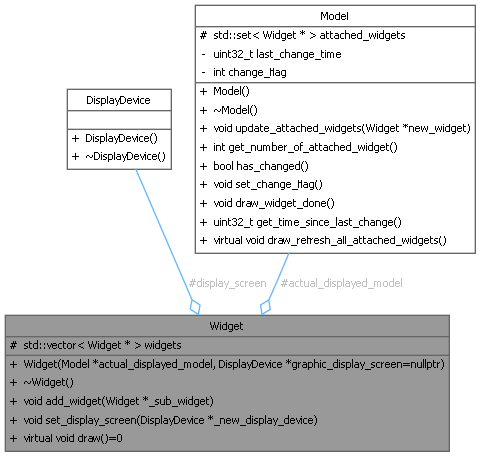 Model
# std::set< Widget * > attached_widgets
- uint32_t last_change_time
- int change_flag
+ Model()
+ ~Model()
+ void update_attached_widgets(Widget *new_widget)
+ int get_number_of_attached_widget()
+ bool has_changed()
+ void set_change_flag()
+ void draw_widget_done()
+ uint32_t get_time_since_last_change()
+ virtual void draw_refresh_all_attached_widgets()
DisplayDevice
+ DisplayDevice()
+ ~DisplayDevice()
#display_screen
#actual_displayed_model
Widget
# std::vector< Widget * > widgets
+ Widget(Model *actual_displayed_model, DisplayDevice *graphic_display_screen=nullptr)
+ ~Widget()
+ void add_widget(Widget *_sub_widget)
+ void set_display_screen(DisplayDevice *_new_display_device)
+ virtual void draw()=0